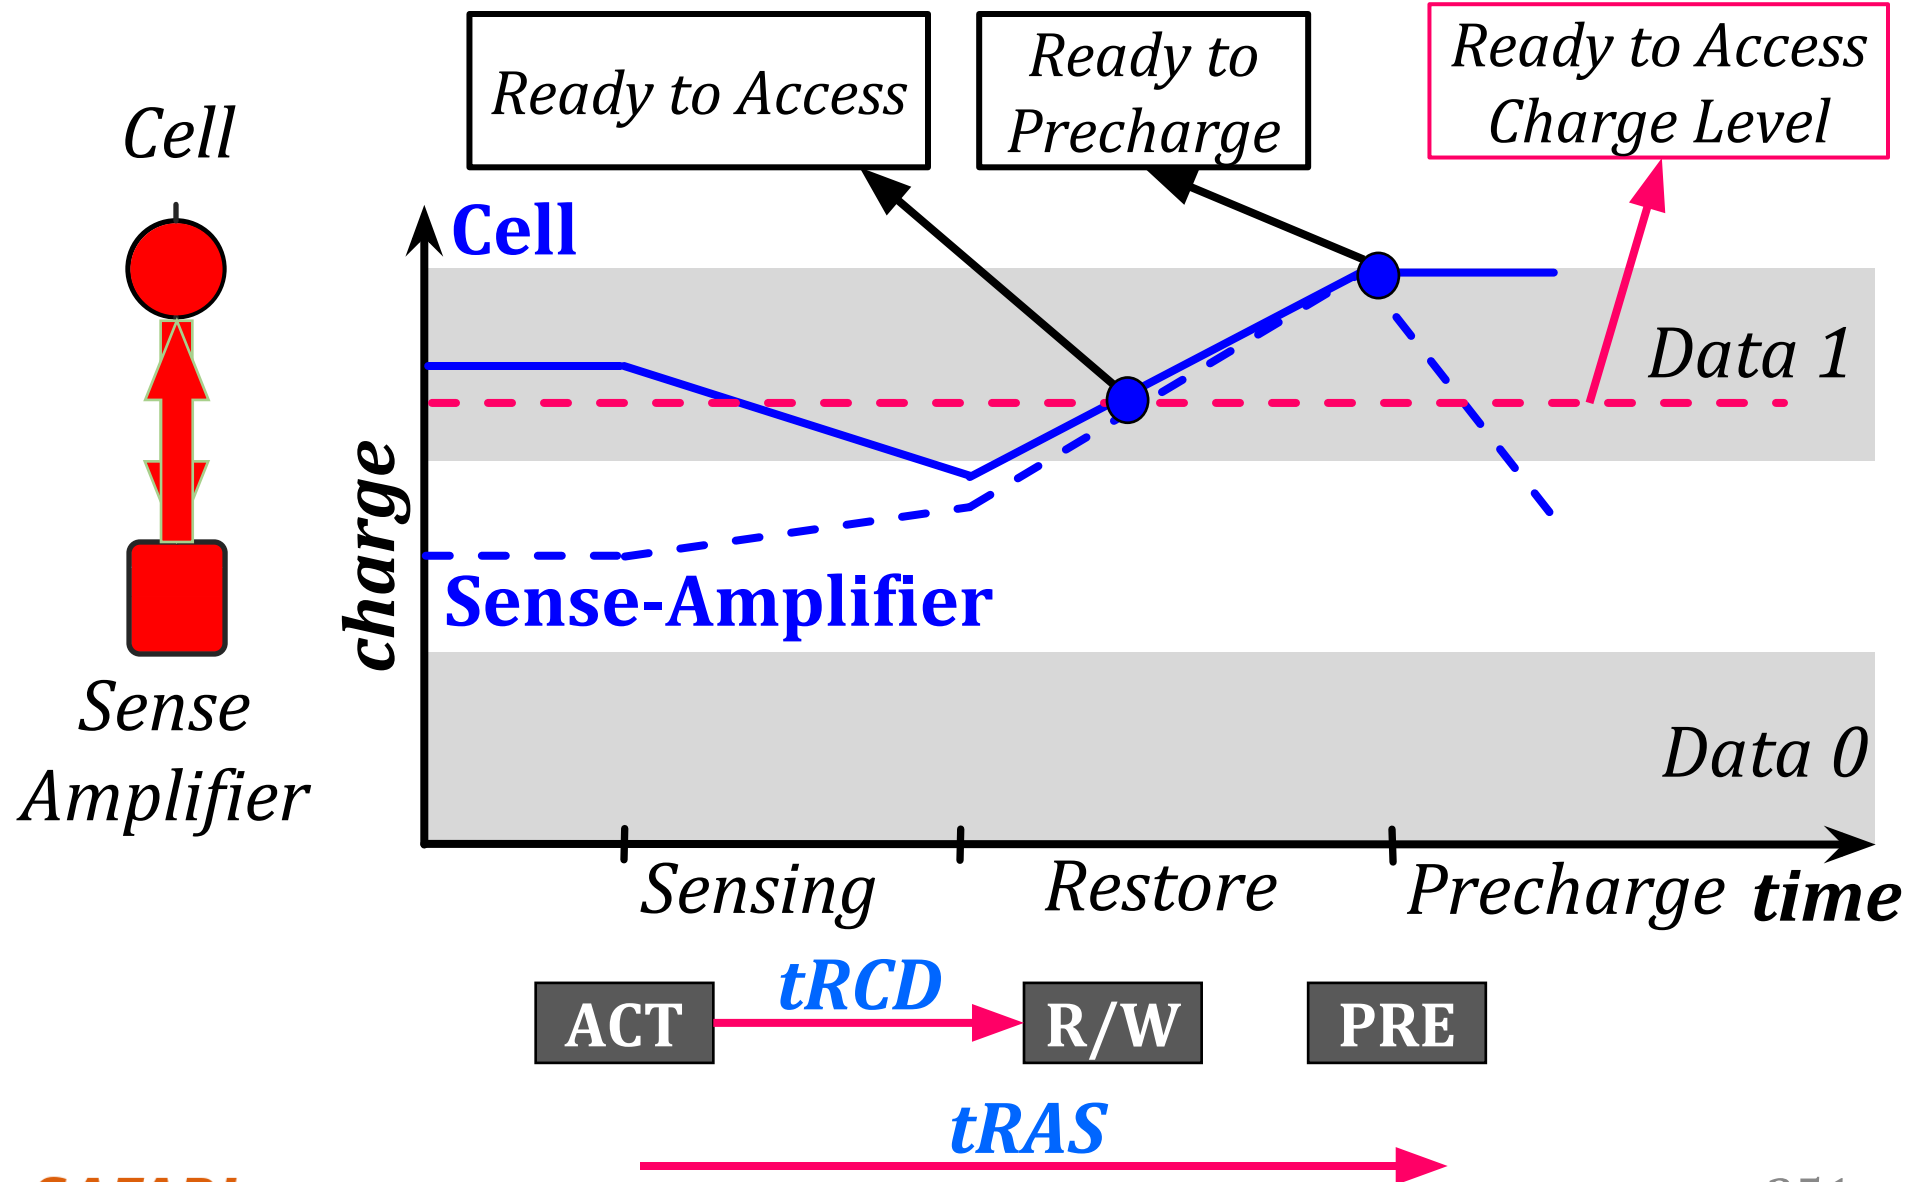 Ready to Access
Ready to
Precharge
Ready to Access
Charge Level
Cell
Cell
Data 1
charge
Sense-Amplifier
Sense
Amplifier
Data 0
Sensing
Restore
Precharge
time
tRCD
ACT
R/W
PRE
tRAS